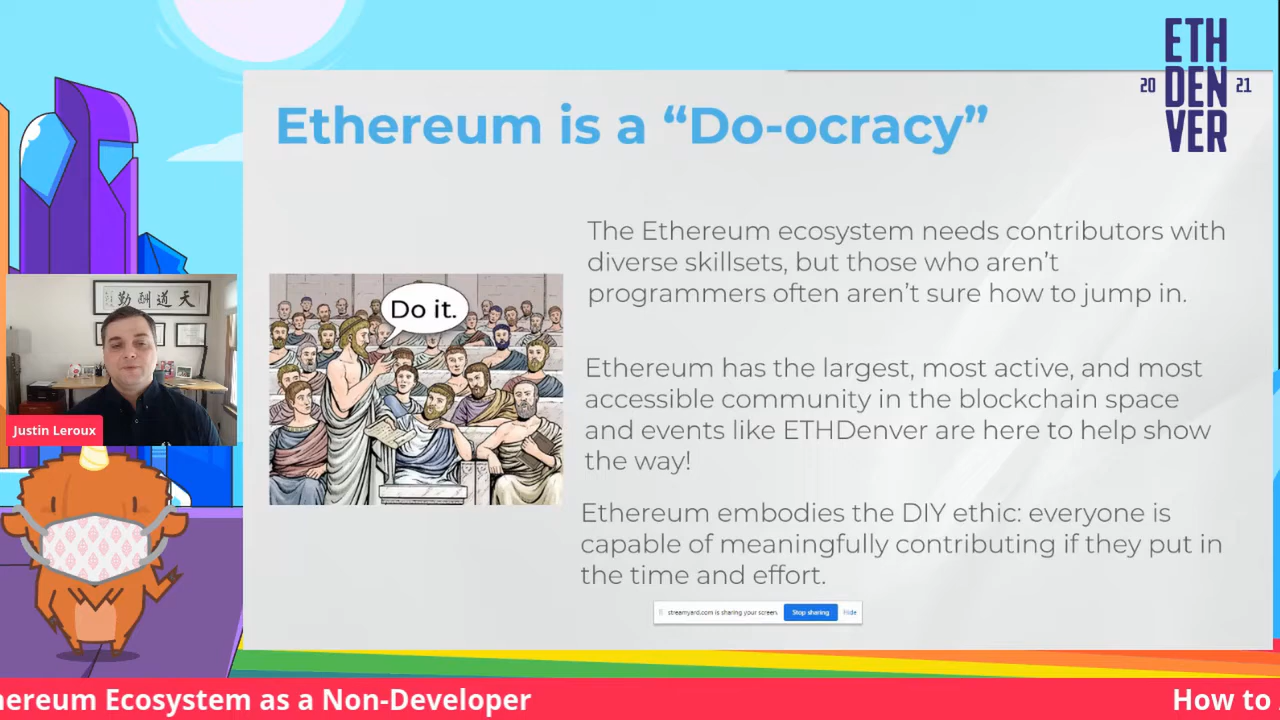 ETH
20 DEN 21
VER
Ethereum is a “Do-ocracy”
The Ethereum ecosystem needs contributors with
diverse skillsets, but those who aren’t
programmers often aren’t sure how to jump in.
Do it.
天道酬勤
Ethereum has the largest, most active, and most
accessible community in the blockchain space
and events like ETHDenver are here to help show
the way!
Justin Leroux
Ethereum embodies the DIY ethic: everyone is
capable of meaningfully contributing if they put in
the time and effort.
streamyard.com is sharing your screen. Stop sharing Hide
hereum Ecosystem as a Non-Developer
How to